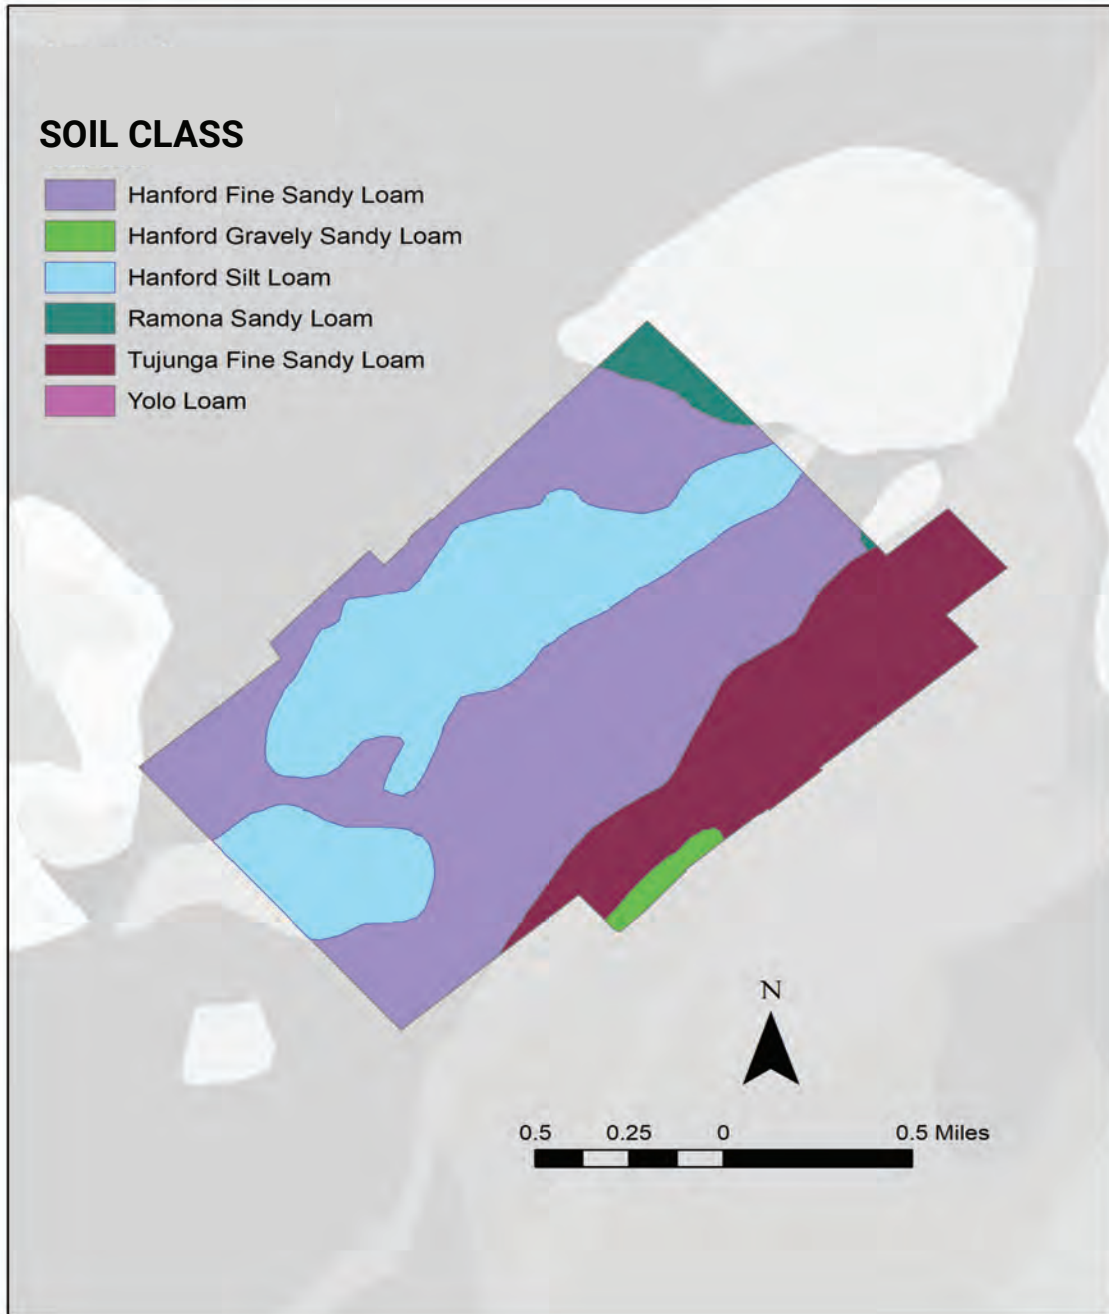 SOIL CLASS
Hanford Fine Sandy Loam
Hanford Gravely Sandy Loam
Hanford Silt Loam
Ramona Sandy Loam
Tujunga Fine Sandy Loam
Yolo Loam
N
0.5 0.25 0 0.5 Miles